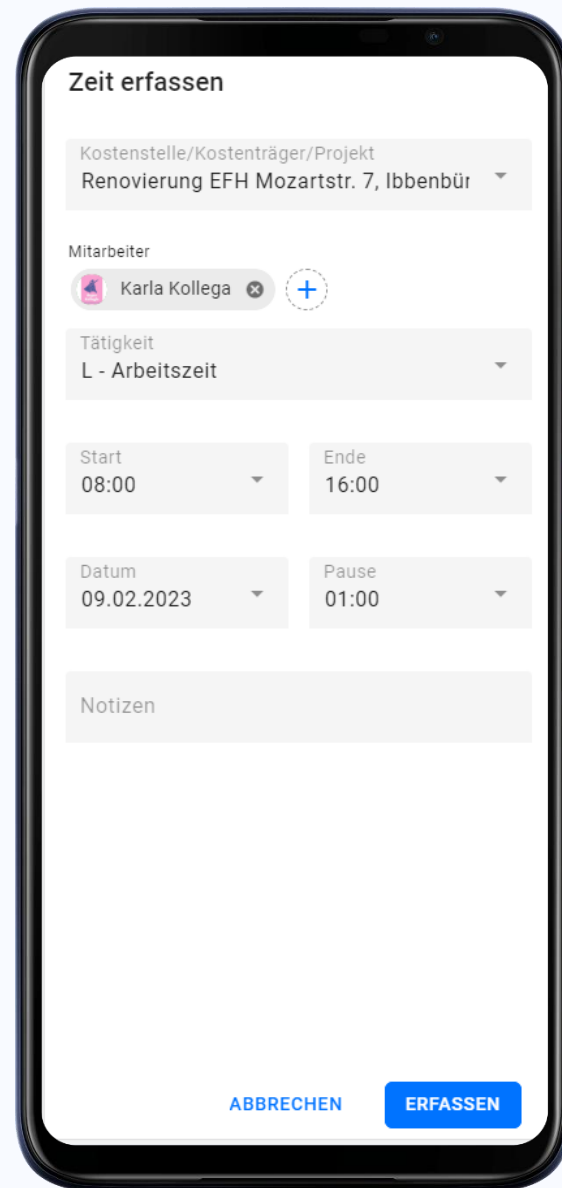 Zeit erfassen
Kostenstelle/Kostenträger/Projekt
Renovierung EFH Mozartstr. 7, Ibbenbür
Mitarbeiter
Karla Kollega
Tätigkeit
L - Arbeitszeit
Start
Ende
08:00
16:00
Datum
Pause
09.02.2023
01:00
Notizen
ABBRECHEN
ERFASSEN